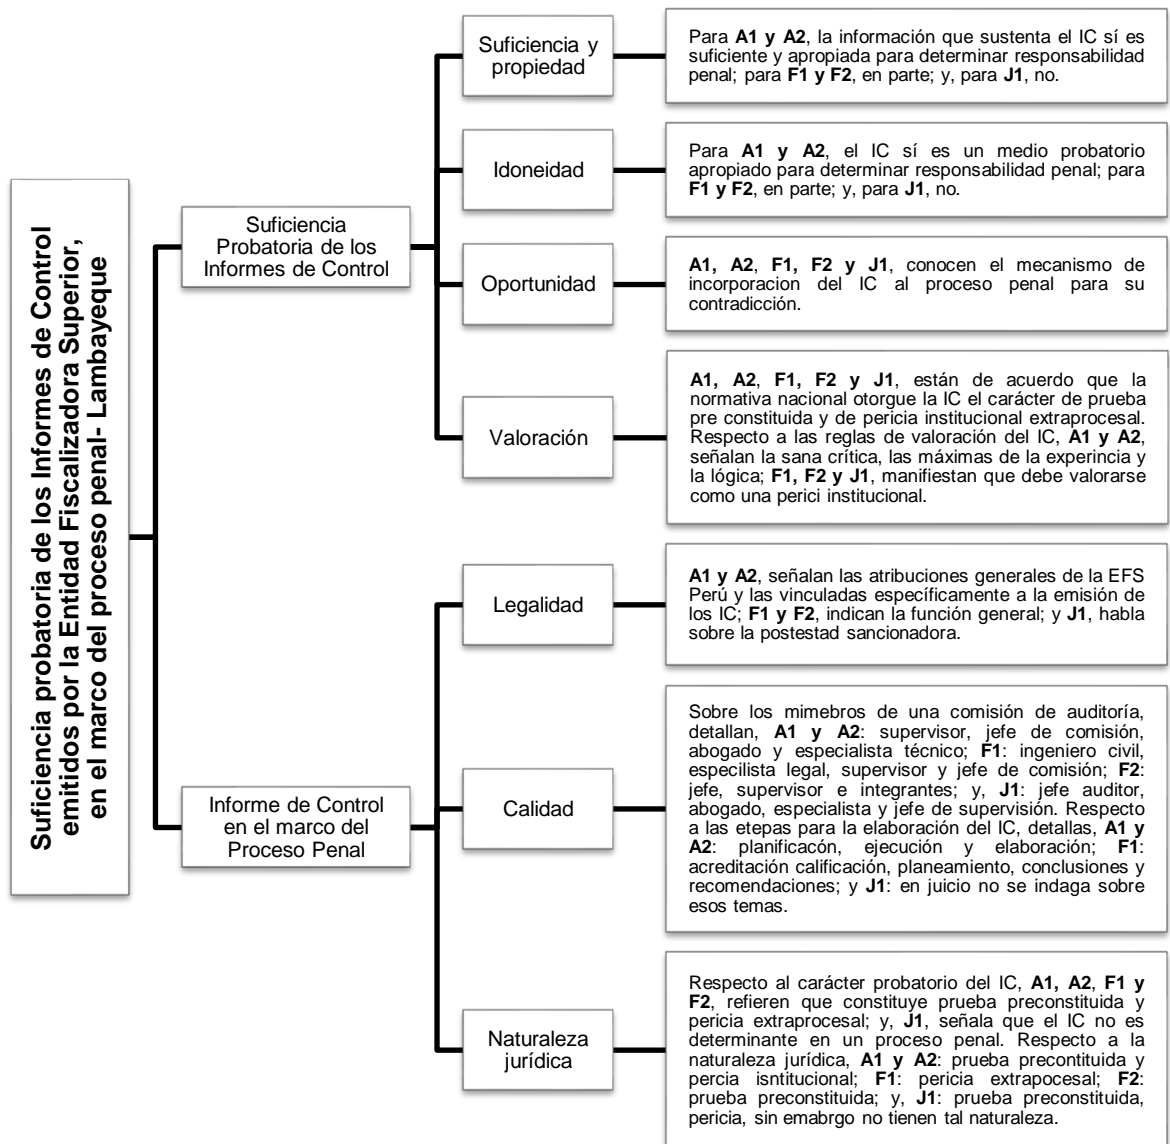 Suficiencia probatoria de los Informes de Control
emitidos por la Entidad Fiscalizadora Superior,
en el marco del proceso penal- Lambayeque
Suficiencia
Probatoria de los
Informes de Control
Suficiencia y
propiedad
Para A1 y A2, la información que sustenta el IC sí es
suficiente y apropiada para determinar responsabilidad
penal; para F1 y F2, en parte; y, para J1, no.
Idoneidad
Para A1 y A2, el IC sí es un medio probatorio
apropiado para determinar responsabilidad penal; para
F1 y F2, en parte; y, para J1, no.
Oportunidad
A1, A2, F1, F2 y J1, conocen el mecanismo de
incorporacion del IC al proceso penal para su
contradicción.
Valoración
A1, A2, F1, F2 y J1, están de acuerdo que la
normativa nacional otorgue la IC el carácter de prueba
pre constituida y de pericia institucional extraprocesal.
Respecto a las reglas de valoración del IC, A1 y A2,
señalan la sana crítica, las máximas de la experincia y
la lógica; F1, F2 y J1, manifiestan que debe valorarse
como una perici institucional.
Informe de Control
en el marco del
Proceso Penal
Legalidad
A1 y A2, señalan las atribuciones generales de la EFS
Perú y las vinculadas específicamente a la emisión de
los IC; F1 y F2, indican la función general; y J1, habla
sobre la postestad sancionadora.
Calidad
Sobre los mimebros de una comisión de auditoría,
detallan, A1 y A2: supervisor, jefe de comisión,
abogado y especialista técnico; F1: ingeniero civil,
especilista legal, supervisor y jefe de comisión; F2:
jefe, supervisor e integrantes; y, J1: jefe auditor,
abogado, especialista y jefe de supervisión. Respecto
a las etapas para la elaboración del IC, detallas, A1 y
A2: planificacón, ejecución y elaboración; F1:
acreditación calificación, planeamiento, conclusiones y
recomendaciones; y J1: en juicio no se indaga sobre
esos temas.
Naturaleza
jurídica
Respecto al carácter probatorio del IC, A1, A2, F1 y
F2, refieren que constituye prueba preconstituida y
pericia extraprocesal; y, J1, señala que el IC no es
determinante en un proceso penal. Respecto a la
naturaleza jurídica, A1 y A2: prueba precontituida y
percia isntitucional; F1: pericia extrapocesal; F2:
prueba preconstituida; y, J1: prueba preconstituida,
pericia, sin emabrgo no tienen tal naturaleza.